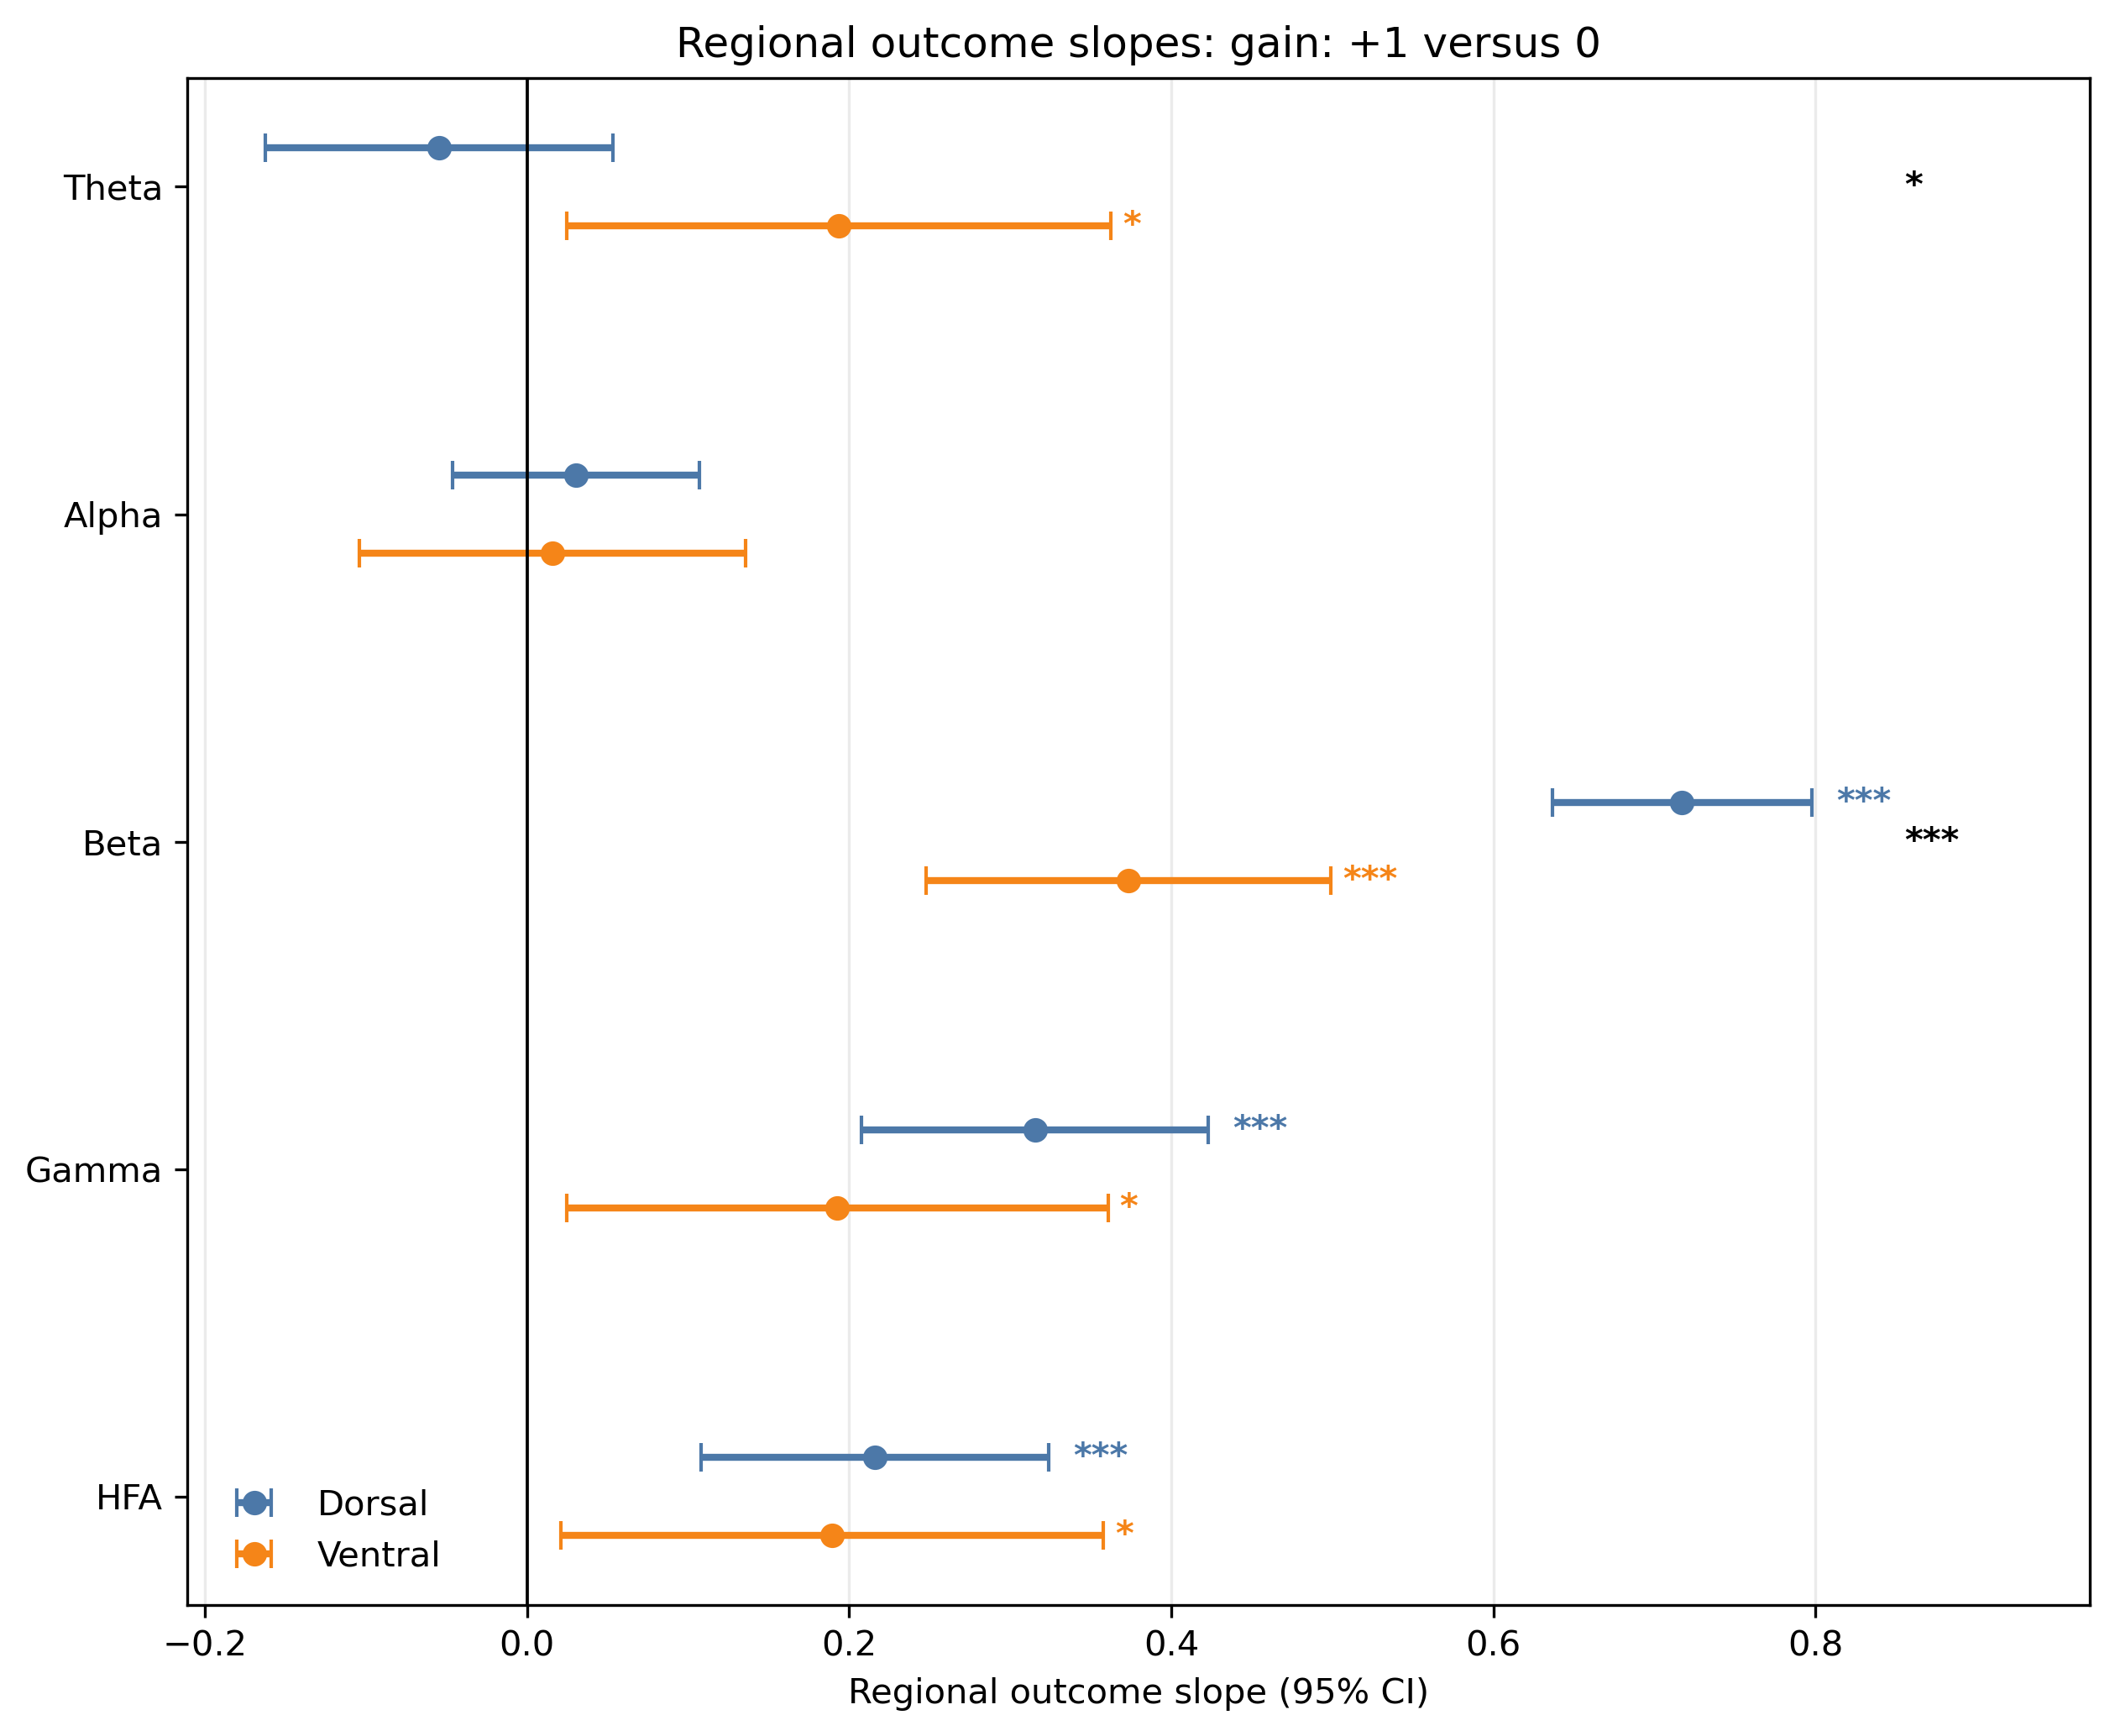 Regional outcome slopes: gain: +1 versus 0
Theta
*
*
Alpha
***
Beta
***
***
***
Gamma
*
***
HFA
*
Dorsal
Ventral
−0.2 0.0 0.2 0.4 0.6 0.8
Regional outcome slope (95% CI)